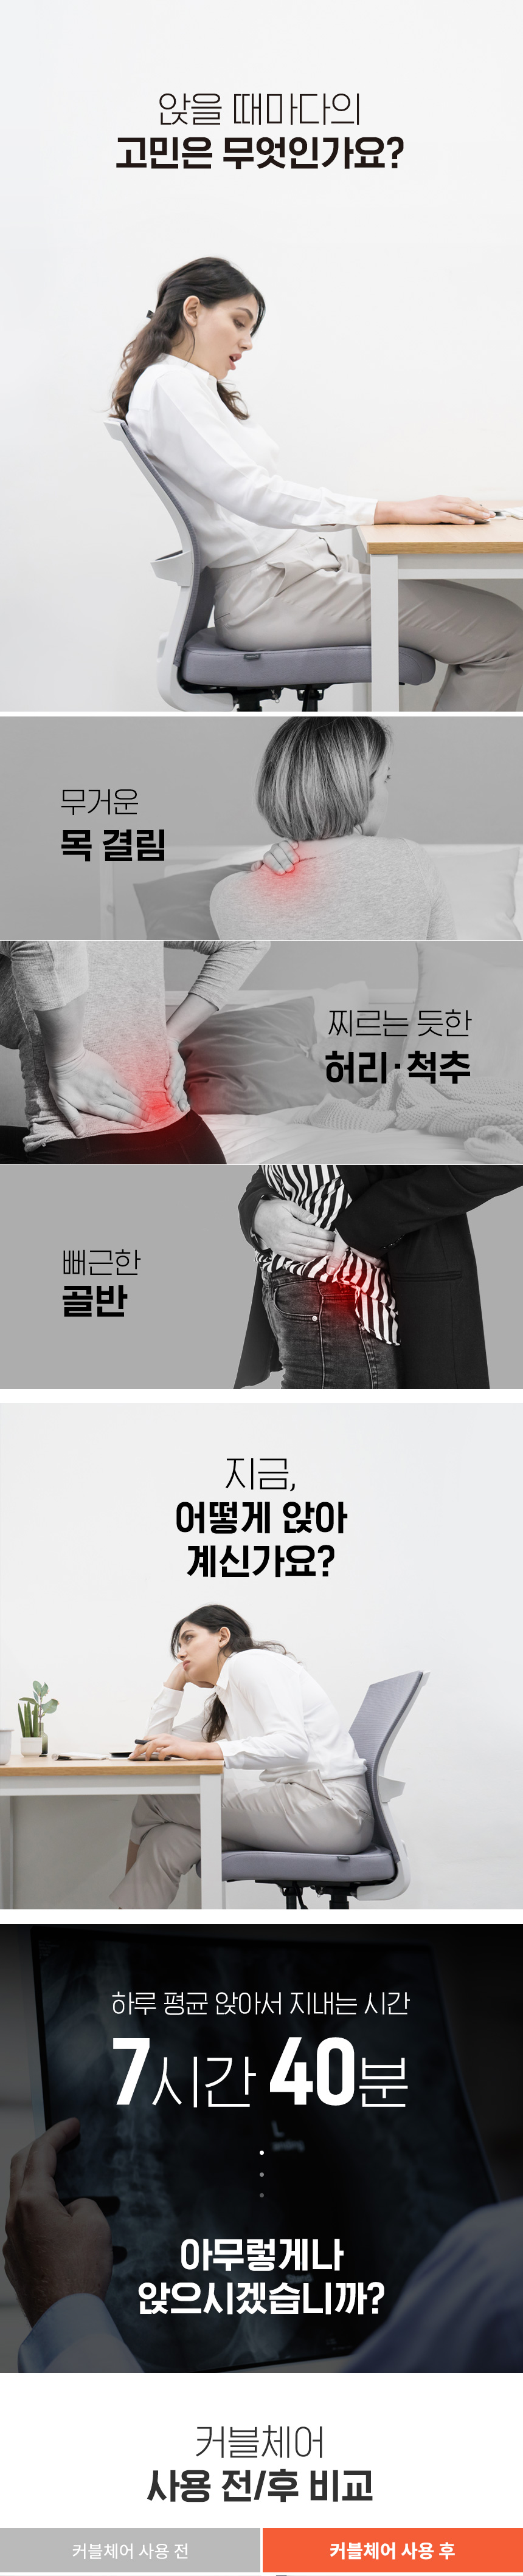 앉을 때마다의
고민은 무엇인가요?
무거운
목 결림
찌르는 듯한
허리·척추
뻐근한
골반
지금,
어떻게 앉아
계신가요?
하루 평균 앉아서 지내는 시간
7시간 40분
아무렇게나
앉으시겠습니까?
커블체어
사용 전/후 비교
커블체어 사용 전
커블체어 사용 후